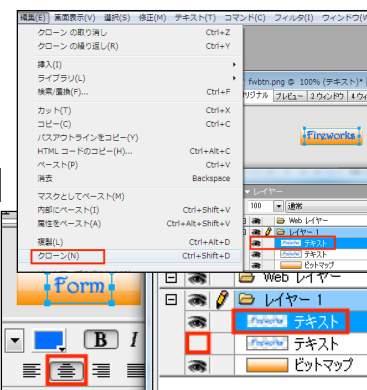 編集(E) 画面表示(V) 選択(S) 修正(M) テキスト(T) コマンド(C) フィルタ(I) ウィンドウ(W
クローンの取り消し Ctrl+Z
クローンの繰り返し(R) Ctrl+Y
挿入(I)
ライブラリ(L)
検索/置換(F)... Ctrl+F
カット(T) Ctrl+X
コピー(C) Ctrl+C
パスアウトラインをコピー(Y)
HTML コードのコピー(H)... Ctrl+Alt+C
ペースト(P) Ctrl+V
消去 Backspace
マスクとしてペースト(M)
内部にペースト(I) Ctrl+Shift+V
属性をペースト(A) Ctrl+Alt+Shift+V
複製(L) Ctrl+Alt+D
クローン(N) Ctrl+Shift+D
fwbtn.png @ 100% (テキスト)*
リジナル プレビュー 2ウィンドウ 4ウィ
Fireworks
レイヤー
100 通常
Web レイヤー
レイヤー 1
テキスト
テキスト
ビットマップ
Form
B I
Web レイヤー
レイヤー 1
Fireworks テキスト
Fireworks テキスト
ビットマップ